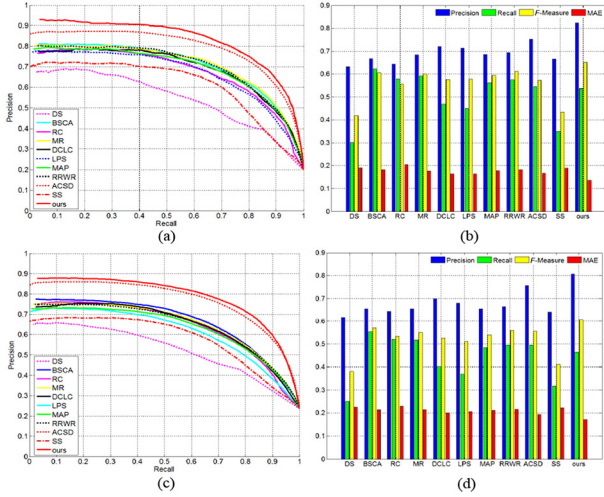 1
0.9
0.8
0.7
0.6
0.5
0.4
0.3
0.2
0.1
0
Precision
DS
BSCA
RC
MR
DCLC
LPS
MAP
RRWR
ACSD
SS
ours
0 0.1 0.2 0.3 0.4 0.5 0.6 0.7 0.8 0.9 1
Recall
(a)
Precision Recall F-Measure MAE
0.9
0.8
0.7
0.6
0.5
0.4
0.3
0.2
0.1
0
DS BSCA RC MR DCLC LPS MAP RRWR ACSD SS ours
(b)
1
0.9
0.8
0.7
0.6
0.5
0.4
0.3
0.2
0.1
0
Precision
DS
BSCA
RC
MR
DCLC
LPS
MAP
RRWR
ACSD
SS
ours
0 0.1 0.2 0.3 0.4 0.5 0.6 0.7 0.8 0.9 1
Recall
(c)
Precision Recall F-Measure MAE
0.9
0.8
0.7
0.6
0.5
0.4
0.3
0.2
0.1
0
DS BSCA RC MR DCLC LPS MAP RRWR ACSD SS ours
(d)